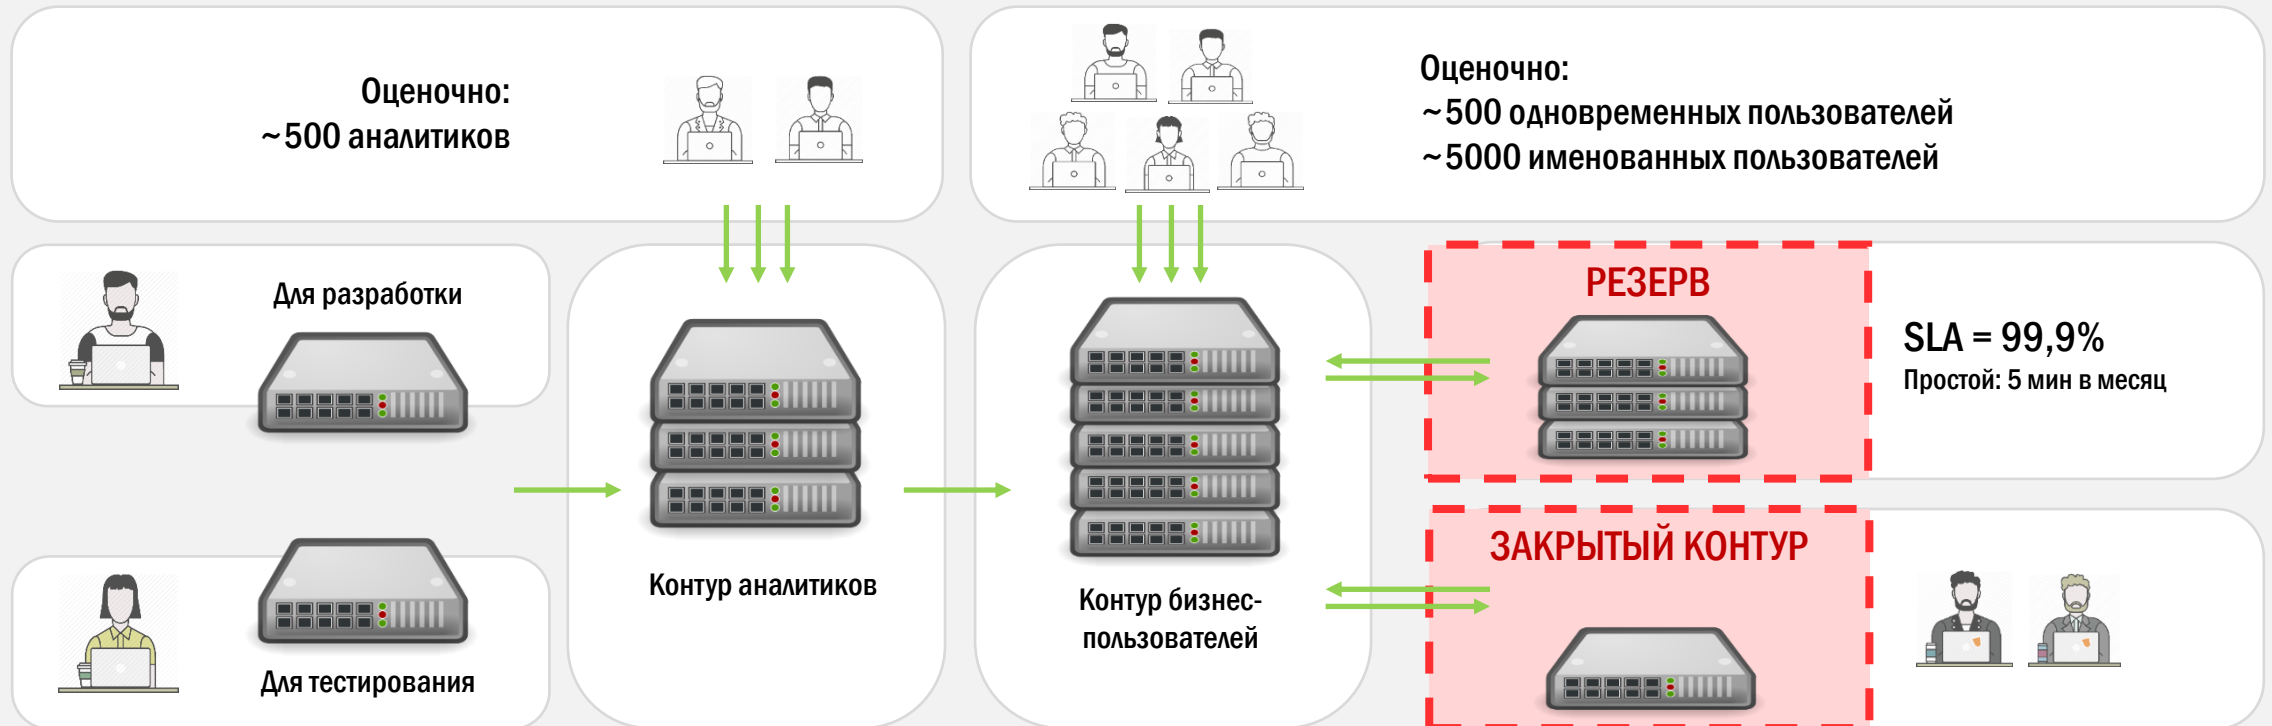 Оценочно:
~500 аналитиков
Оценочно:
~500 одновременных пользователей
~5000 именованных пользователей
Для разработки
РЕЗЕРВ
SLA = 99,9%
Простой: 5 мин в месяц
Контур аналитиков
Контур бизнес-
пользователей
ЗАКРЫТЫЙ КОНТУР
Для тестирования